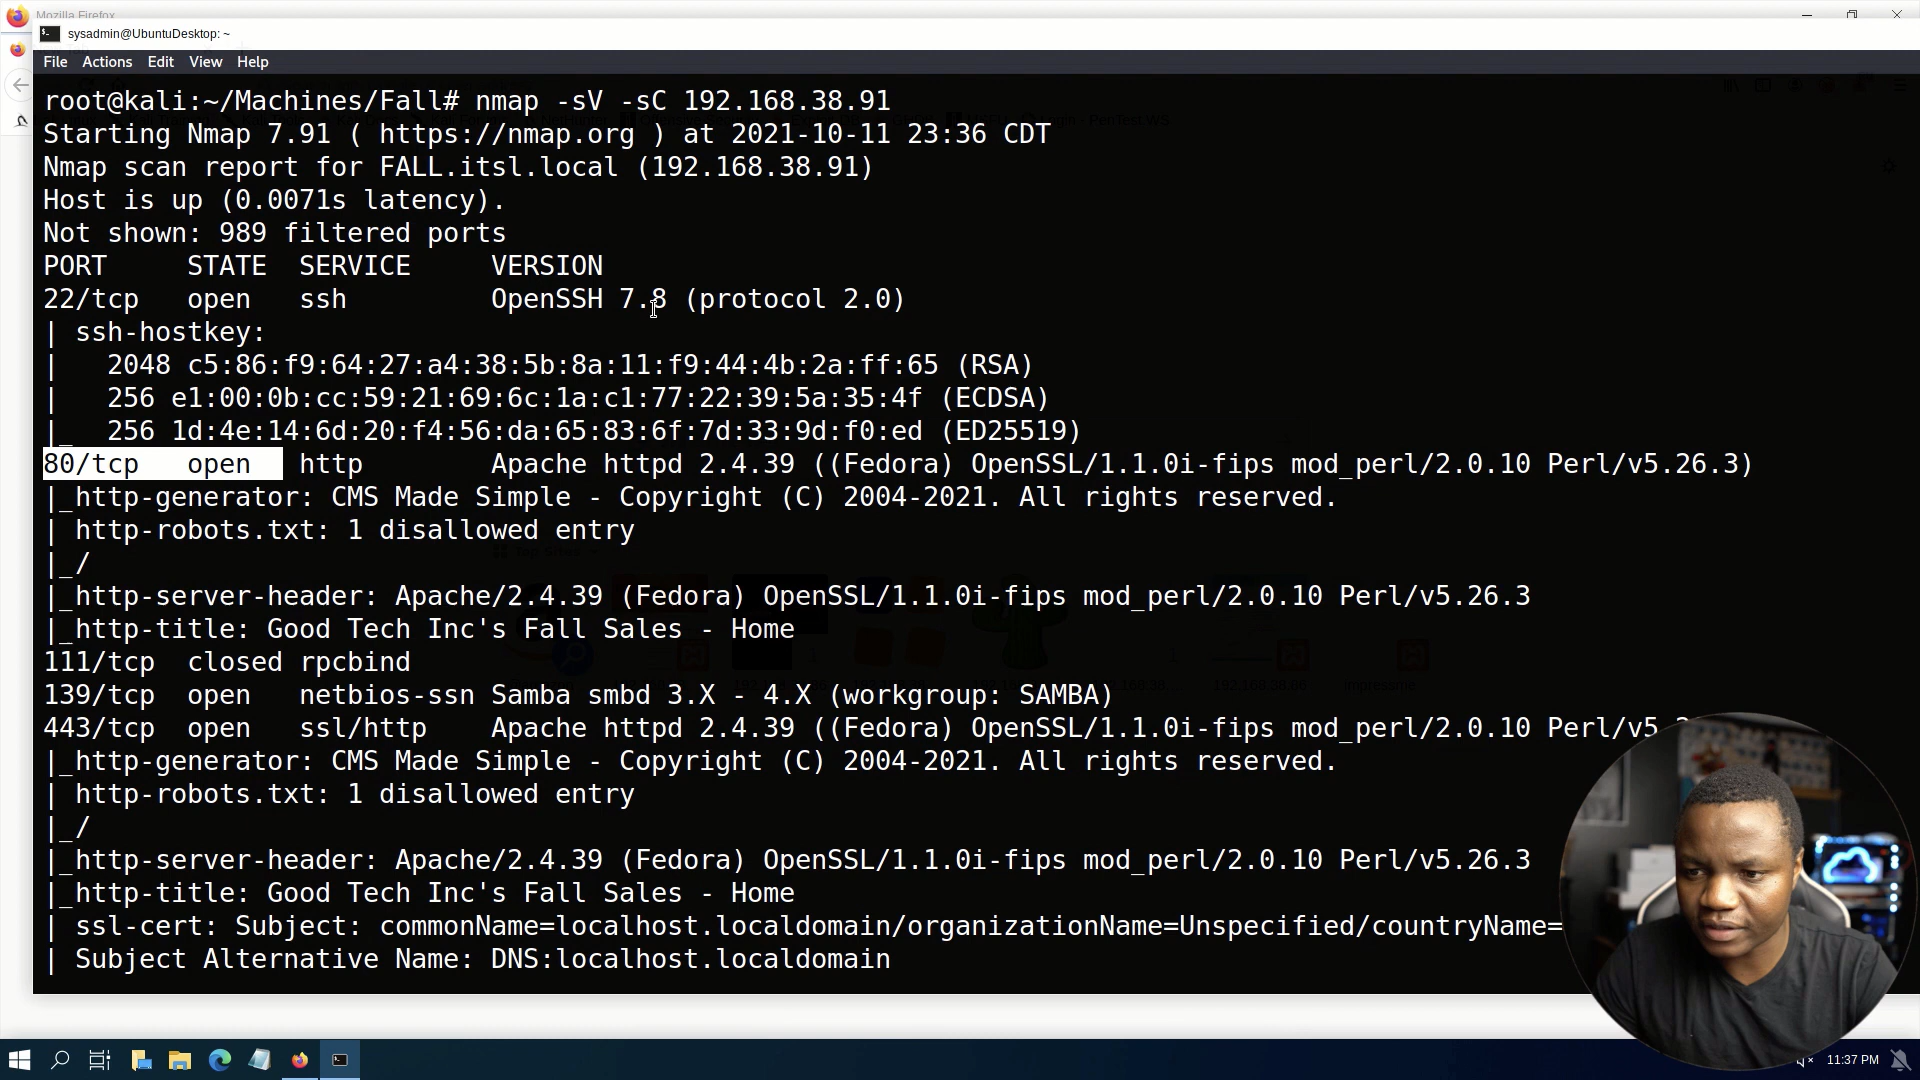 Mozilla Firefox
sysadmin@UbuntuDesktop: ~
File Actions Edit View Help
root@kali:~/Machines/Fall# nmap -sV -sC 192.168.38.91
Starting Nmap 7.91 ( https://nmap.org ) at 2021-10-11 23:36 CDT
Nmap scan report for FALL.itsl.local (192.168.38.91)
Host is up (0.0071s latency).
Not shown: 989 filtered ports
PORT     STATE  SERVICE     VERSION
22/tcp   open   ssh         OpenSSH 7.8 (protocol 2.0)
| ssh-hostkey:
|   2048 c5:86:f9:64:27:a4:38:5b:8a:11:f9:44:4b:2a:ff:65 (RSA)
|   256 e1:00:0b:cc:59:21:69:6c:1a:c1:77:22:39:5a:35:4f (ECDSA)
|_  256 1d:4e:14:6d:20:f4:56:da:65:83:6f:7d:33:9d:f0:ed (ED25519)
80/tcp   open   http        Apache httpd 2.4.39 ((Fedora) OpenSSL/1.1.0i-fips mod_perl/2.0.10 Perl/v5.26.3)
|_http-generator: CMS Made Simple - Copyright (C) 2004-2021. All rights reserved.
| http-robots.txt: 1 disallowed entry
|_/
|_http-server-header: Apache/2.4.39 (Fedora) OpenSSL/1.1.0i-fips mod_perl/2.0.10 Perl/v5.26.3
|_http-title: Good Tech Inc's Fall Sales - Home
111/tcp  closed rpcbind
139/tcp  open   netbios-ssn Samba smbd 3.X - 4.X (workgroup: SAMBA)
443/tcp  open   ssl/http    Apache httpd 2.4.39 ((Fedora) OpenSSL/1.1.0i-fips mod_perl/2.0.10 Perl/v5.
|_http-generator: CMS Made Simple - Copyright (C) 2004-2021. All rights reserved.
| http-robots.txt: 1 disallowed entry
|_/
|_http-server-header: Apache/2.4.39 (Fedora) OpenSSL/1.1.0i-fips mod_perl/2.0.10 Perl/v5.26.3
|_http-title: Good Tech Inc's Fall Sales - Home
| ssl-cert: Subject: commonName=localhost.localdomain/organizationName=Unspecified/countryName=
| Subject Alternative Name: DNS:localhost.localdomain
11:37 PM